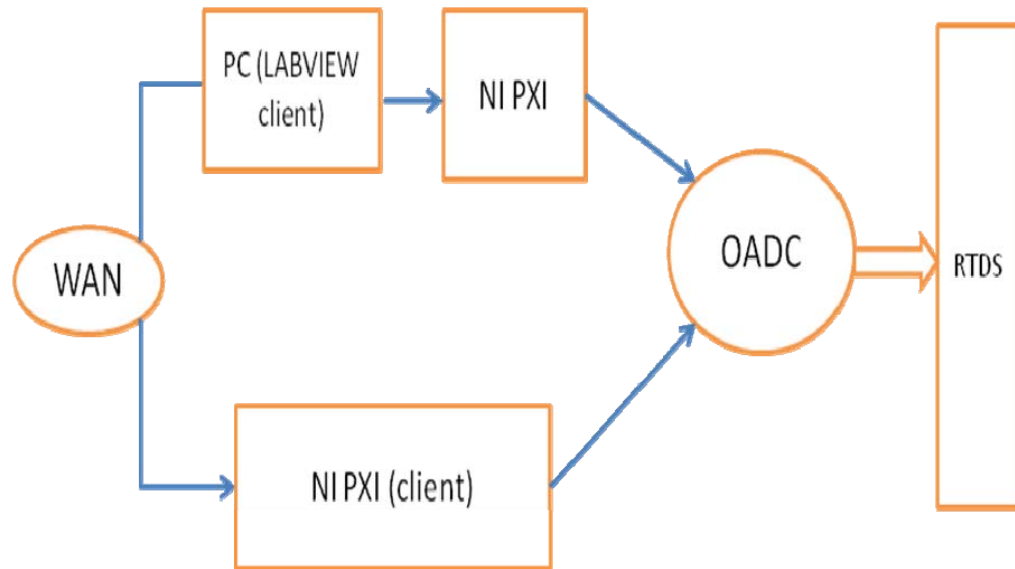 PC (LABVIEW
client)
NI PXI
OADC
WAN
RTDS
NI PXI (client)